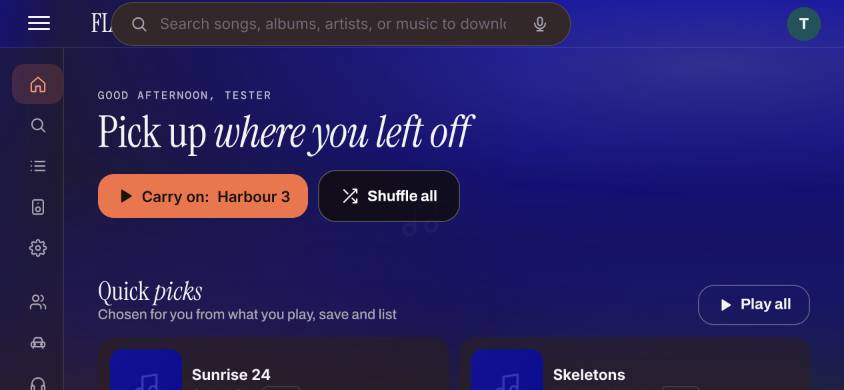 FL
Search songs, albums, artists, or music to downlo
T
GOOD AFTERNOON, TESTER
Pick up where you left off
Carry on: Harbour 3
Shuffle all
Quick picks
Chosen for you from what you play, save and list
Play all
Sunrise 24
Skeletons